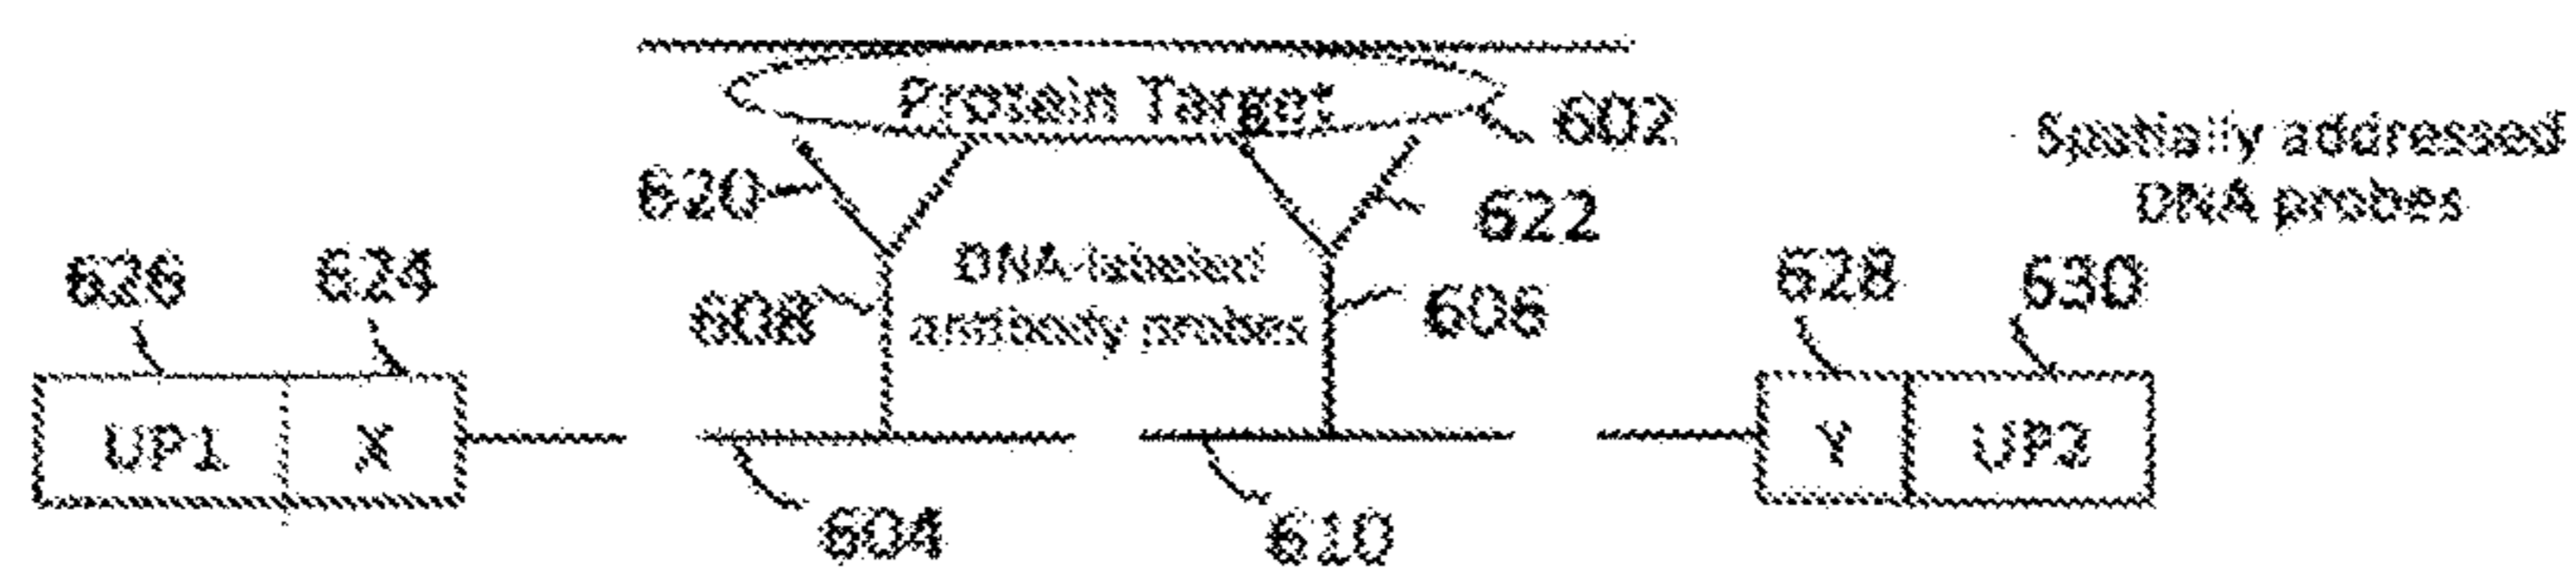 Protein Target
602
Spatially addressed
DNA probes
620
622
DNA-labeled
antibody probes
626
624
608
606
628
630
UP1
X
Y
UP2
604
610